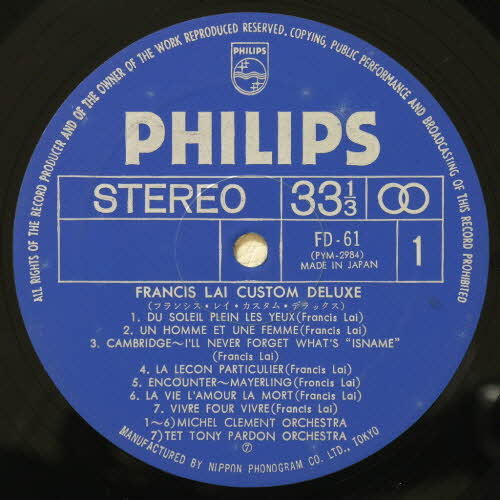 ALL RIGHTS OF THE RECORD PRODUCER AND OF THE OWNER OF THE WORK REPRODUCED RESERVED. COPYING, PUBLIC PERFORMANCE AND BROADCASTING OF THIS RECORD PROHIBITED
PHILIPS
PHILIPS
STEREO 33 1/3
FD-61
(PYM-2984)
MADE IN JAPAN
1
FRANCIS LAI CUSTOM DELUXE
(フランシス・レイ・カスタム・デラックス)
1. DU SOLEIL PLEIN LES YEUX(Francis Lai)
2. UN HOMME ET UNE FEMME(Francis Lai)
3. CAMBRIDGE~I'LL NEVER FORGET WHAT'S "ISNAME"
(Francis Lai)
4. LA LECON PARTICULIER(Francis Lai)
5. ENCOUNTER~MAYERLING(Francis Lai)
6. LA VIE L'AMOUR LA MORT(Francis Lai)
7. VIVRE FOUR VIVRE(Francis Lai)
1~6)MICHEL CLEMENT ORCHESTRA
7)TET TONY PARDON ORCHESTRA
⑦
MANUFACTURED BY NIPPON PHONOGRAM CO. LTD., TOKYO